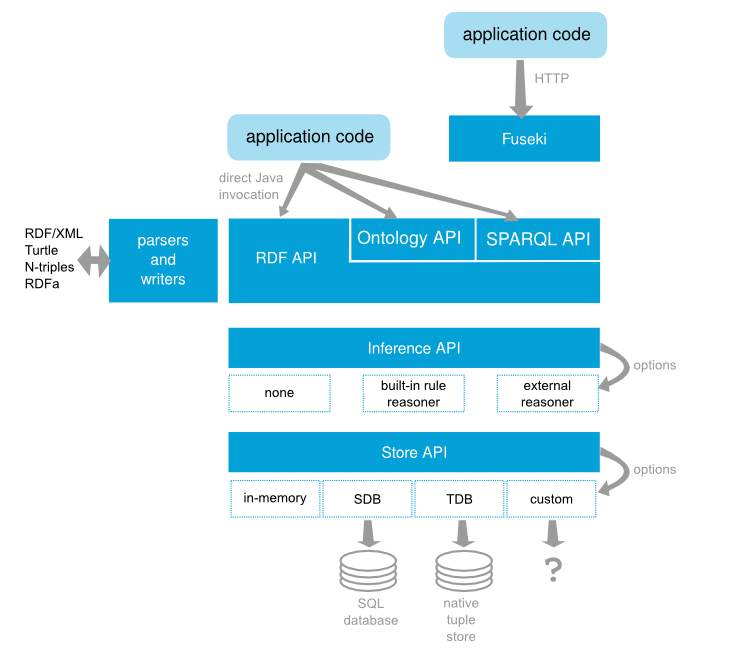 application code
HTTP
Fuseki
application code
direct Java
invocation
RDF/XML
Turtle
N-triples
RDFa
parsers
and
writers
RDF API
Ontology API
SPARQL API
Inference API
options
none
built-in rule
reasoner
external
reasoner
Store API
options
in-memory
SDB
TDB
custom
?
SQL
database
native
tuple
store